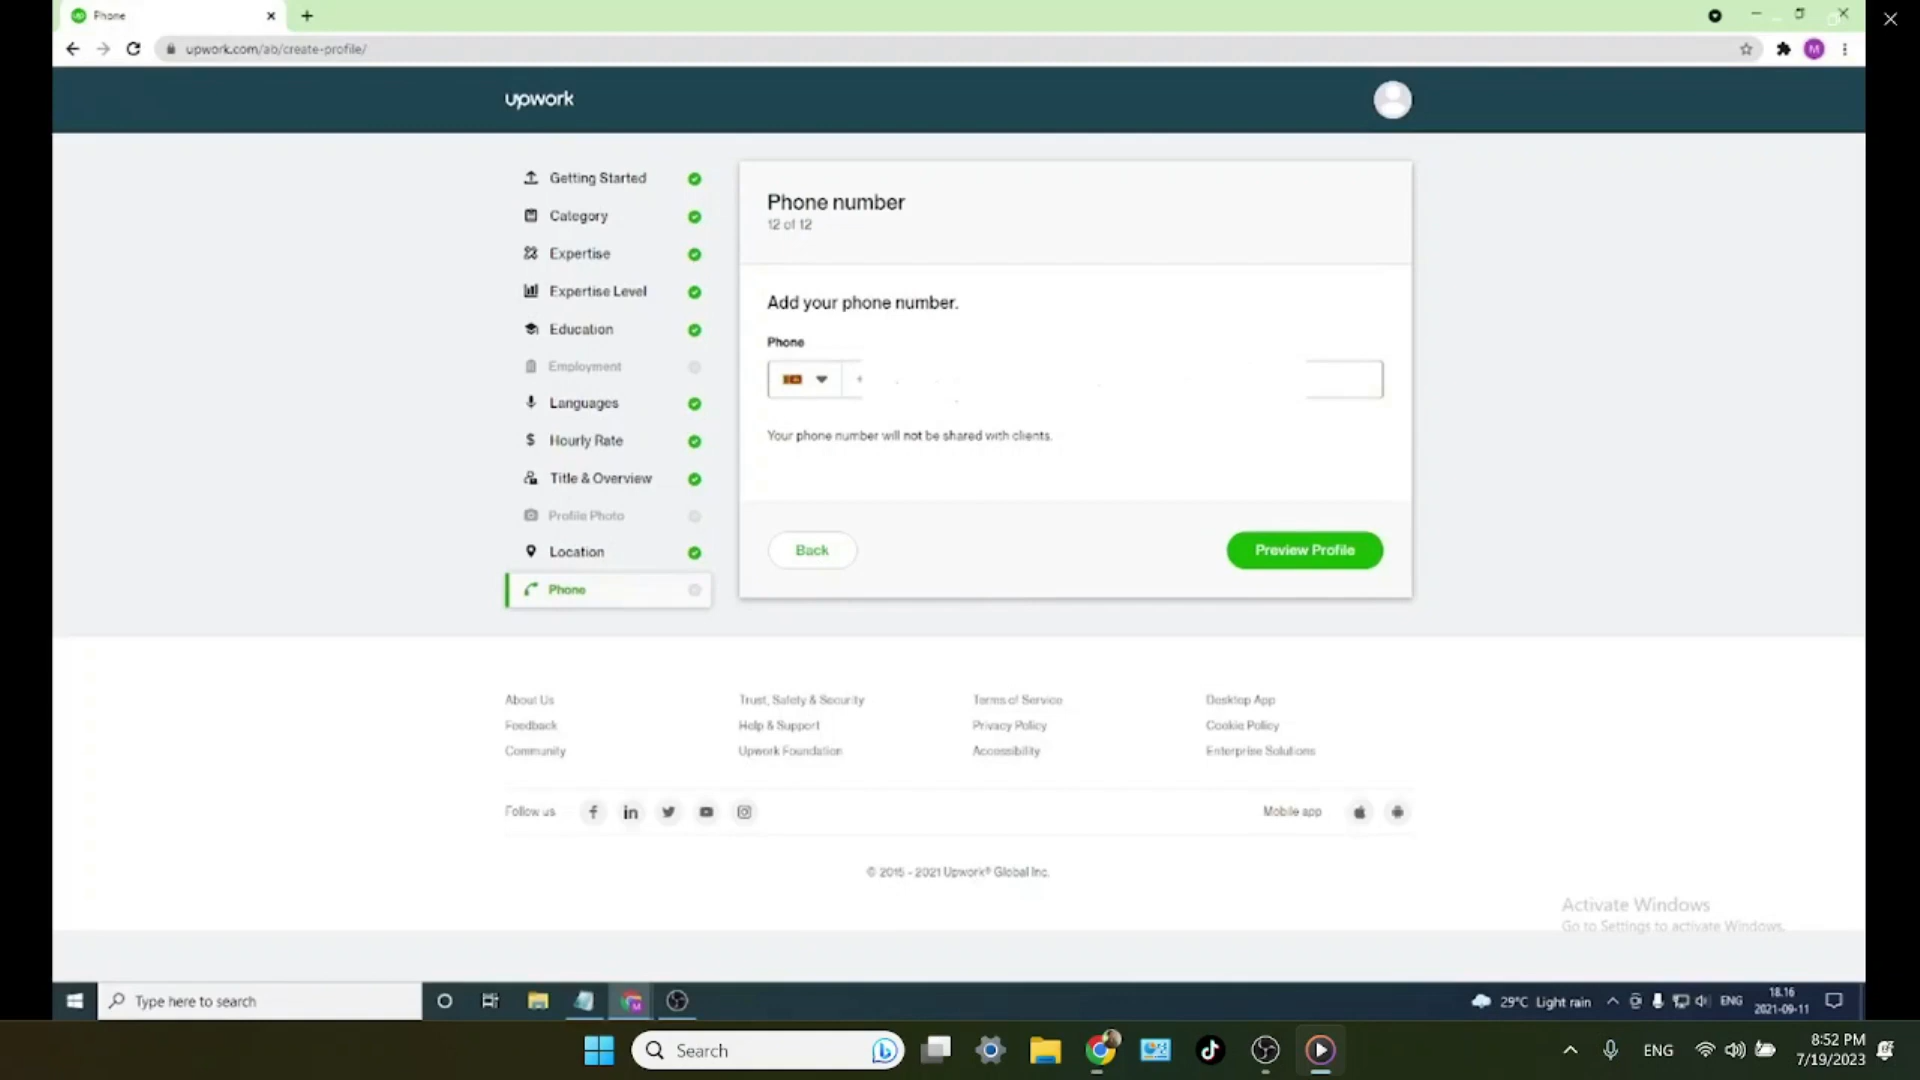 Phone
upwork.com/ab/create-profile/
M
upwork
Getting Started
Category
Expertise
Expertise Level
Education
Employment
Languages
Hourly Rate
Title & Overview
Profile Photo
Location
Phone
Phone number
12 of 12
Add your phone number.
Phone
+
Your phone number will not be shared with clients.
Back
Preview Profile
About Us
Feedback
Community
Trust, Safety & Security
Help & Support
Upwork Foundation
Terms of Service
Privacy Policy
Accessibility
Desktop App
Cookie Policy
Enterprise Solutions
Follow us
Mobile app
© 2015 - 2021 Upwork® Global Inc.
Activate Windows
Go to Settings to activate Windows.
Type here to search
29°C Light rain
ENG
18.16
2021-09-11
Search
ENG
8:52 PM
7/19/2023